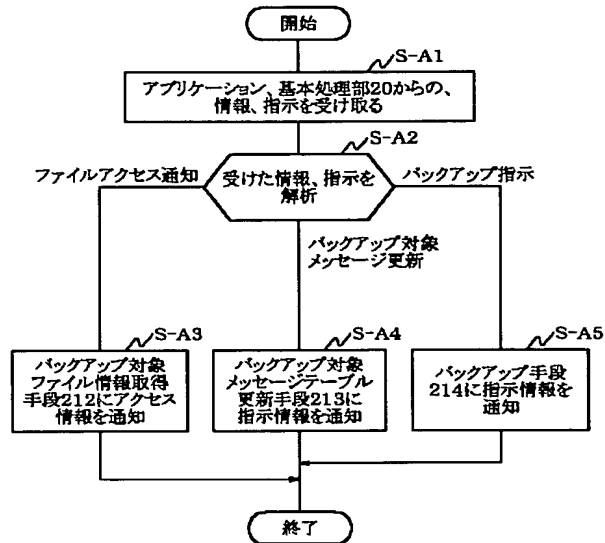 開始
S-A1
アプリケーション、基本処理部20からの、
情報、指示を受け取る
S-A2
ファイルアクセス通知
受けた情報、指示を
解析
バックアップ指示
バックアップ対象
メッセージ更新
S-A3
S-A4
S-A5
バックアップ対象
ファイル情報取得
手段212にアクセス
情報を通知
バックアップ対象
メッセージテーブル
更新手段213に
指示情報を通知
バックアップ手段
214に指示情報を
通知
終了